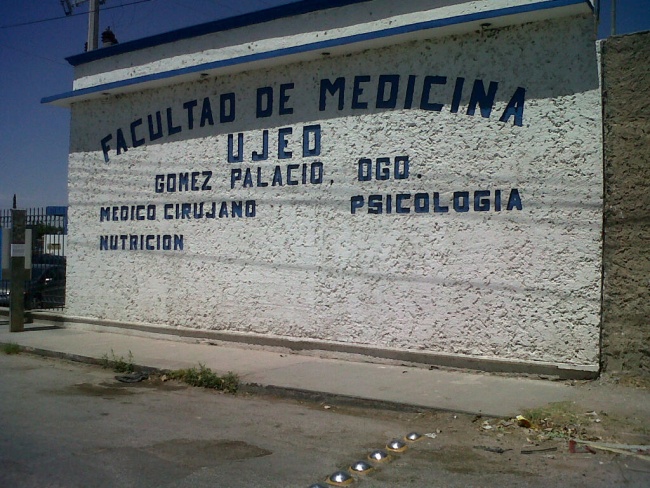 FACULTAD DE MEDICINA
UJED
GOMEZ PALACIO, DGO.
MEDICO CIRUJANO PSICOLOGIA
NUTRICION